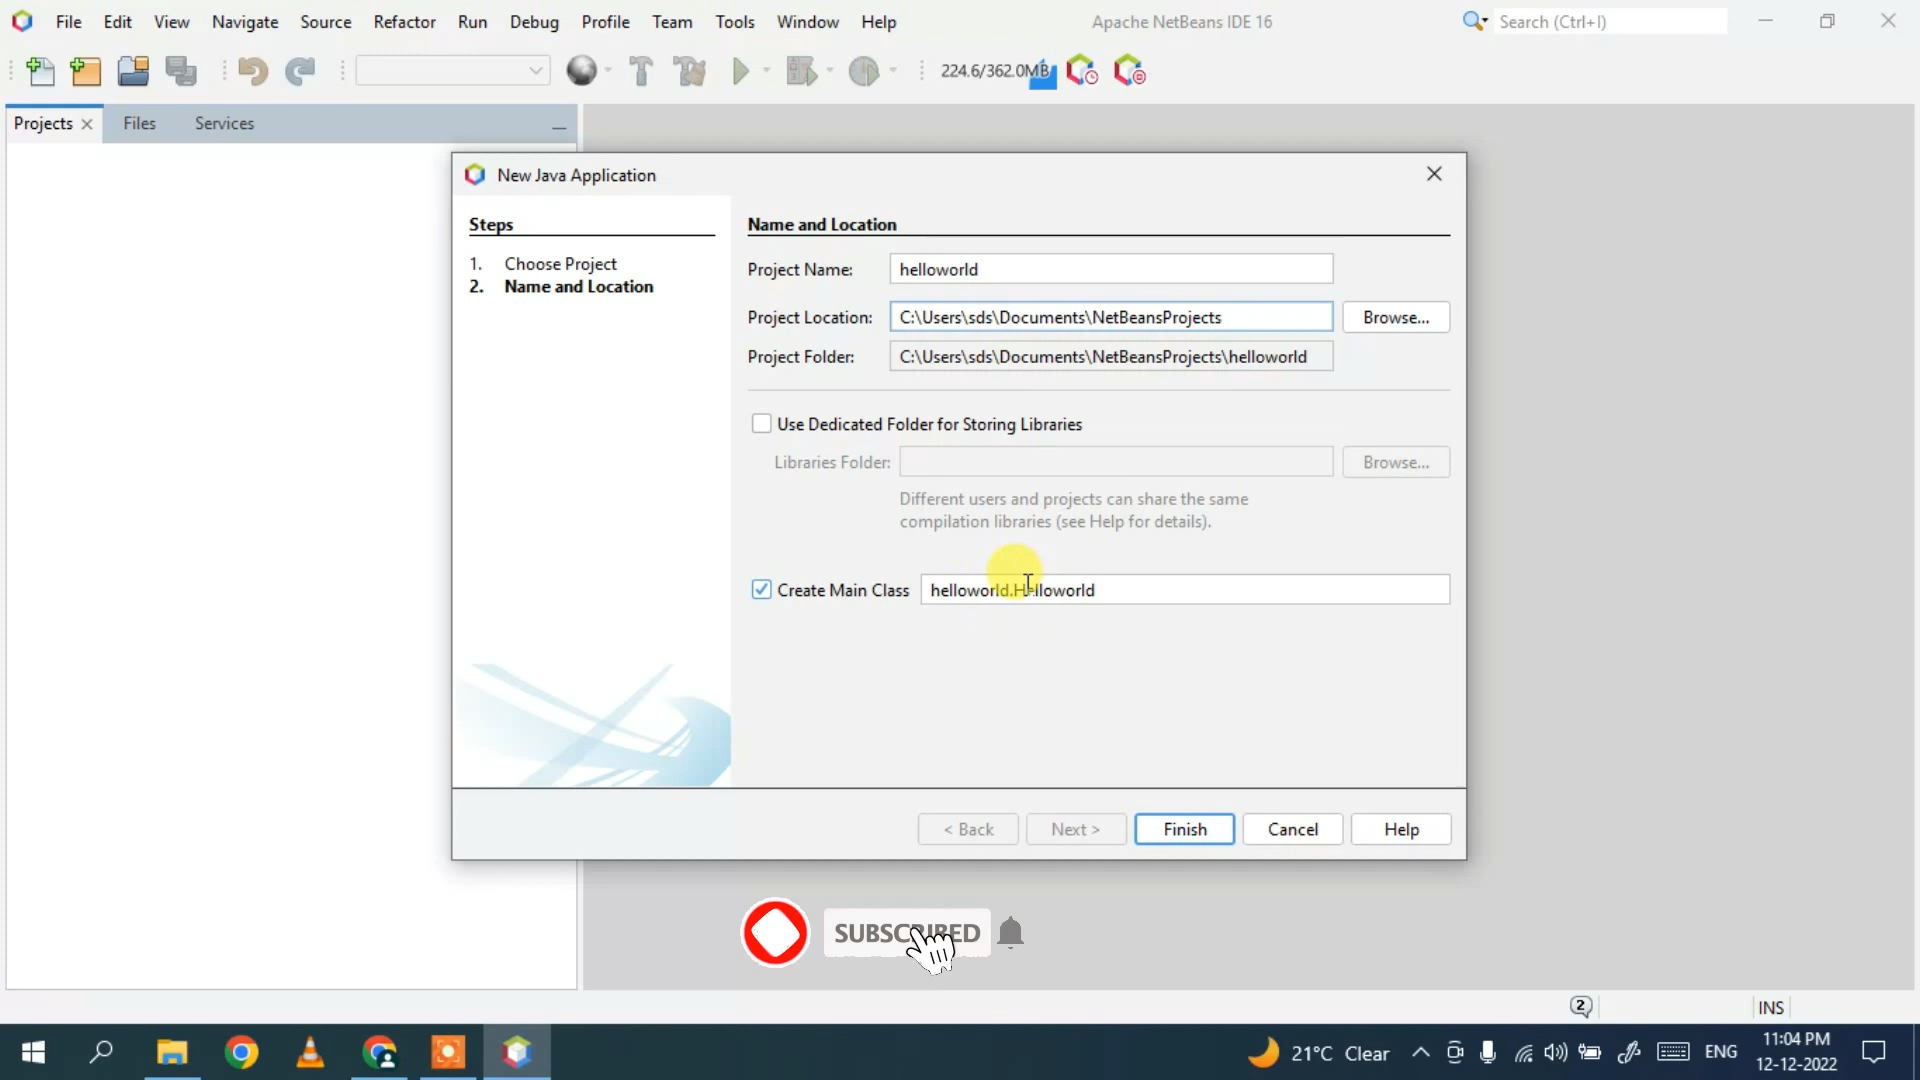 File Edit View Navigate Source Refactor Run Debug Profile Team Tools Window Help
Apache NetBeans IDE 16
Search (Ctrl+I)
224.6/362.0MB
Projects Files Services
New Java Application
Steps
1. Choose Project
2. Name and Location
Name and Location
Project Name: helloworld
Project Location: C:\Users\sds\Documents\NetBeansProjects Browse...
Project Folder: C:\Users\sds\Documents\NetBeansProjects\helloworld
Use Dedicated Folder for Storing Libraries
Libraries Folder: Browse...
Different users and projects can share the same
compilation libraries (see Help for details).
Create Main Class helloworld.Helloworld
< Back Next > Finish Cancel Help
SUBSCRIBED
2 INS
21°C Clear ENG
11:04 PM
12-12-2022